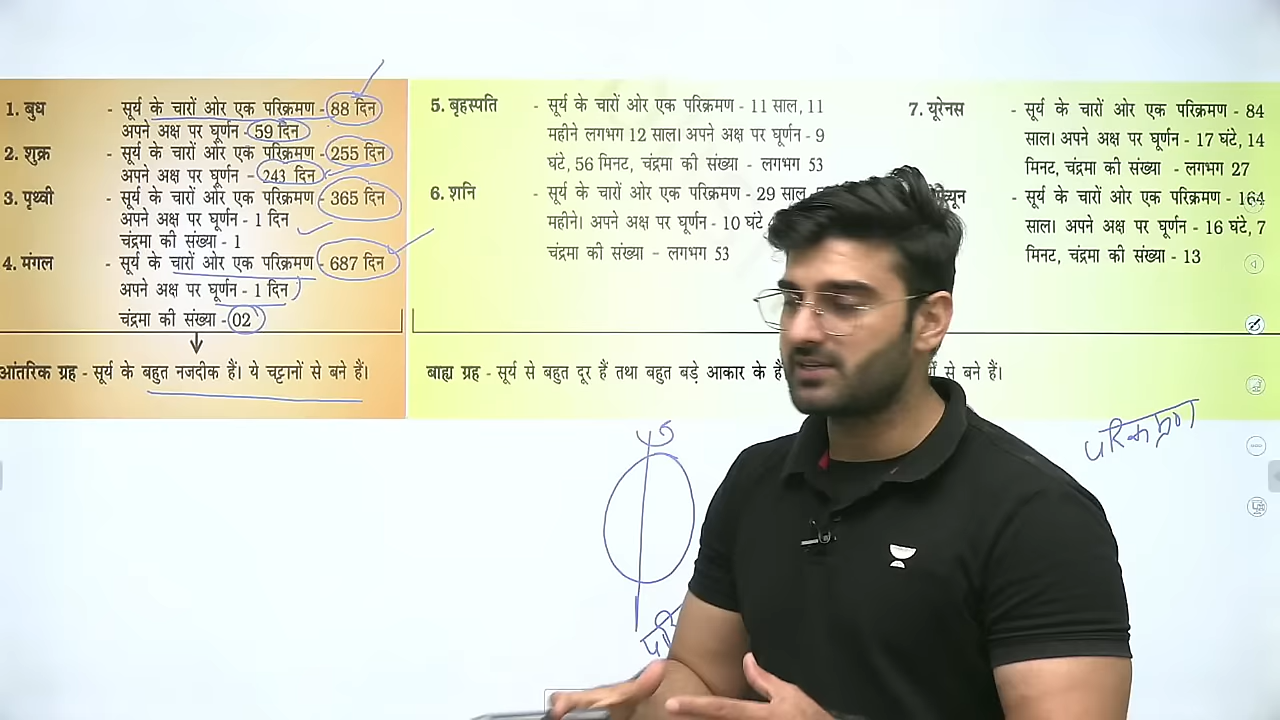 1. बुध - सूर्य के चारों ओर एक परिक्रमण - 88 दिन
अपने अक्ष पर घूर्णन - 59 दिन
2. शुक्र - सूर्य के चारों ओर एक परिक्रमण - 255 दिन
अपने अक्ष पर घूर्णन - 243 दिन
3. पृथ्वी - सूर्य के चारों ओर एक परिक्रमण - 365 दिन
अपने अक्ष पर घूर्णन - 1 दिन
चंद्रमा की संख्या - 1
4. मंगल - सूर्य के चारों ओर एक परिक्रमण - 687 दिन
अपने अक्ष पर घूर्णन - 1 दिन
चंद्रमा की संख्या - 02
आंतरिक ग्रह - सूर्य के बहुत नजदीक हैं। ये चट्टानों से बने हैं।
5. बृहस्पति - सूर्य के चारों ओर एक परिक्रमण - 11 साल, 11
महीने लगभग 12 साल। अपने अक्ष पर घूर्णन - 9
घंटे, 56 मिनट, चंद्रमा की संख्या - लगभग 53
6. शनि - सूर्य के चारों ओर एक परिक्रमण - 29 साल,
महीने। अपने अक्ष पर घूर्णन - 10 घंटे
चंद्रमा की संख्या - लगभग 53
7. यूरेनस - सूर्य के चारों ओर एक परिक्रमण - 84
साल। अपने अक्ष पर घूर्णन - 17 घंटे, 14
मिनट, चंद्रमा की संख्या - लगभग 27
- सूर्य के चारों ओर एक परिक्रमण - 164
साल। अपने अक्ष पर घूर्णन - 16 घंटे, 7
मिनट, चंद्रमा की संख्या - 13
बाह्य ग्रह - सूर्य से बहुत दूर हैं तथा बहुत बड़े आकार के हैं से बने हैं।
परिक्रमण